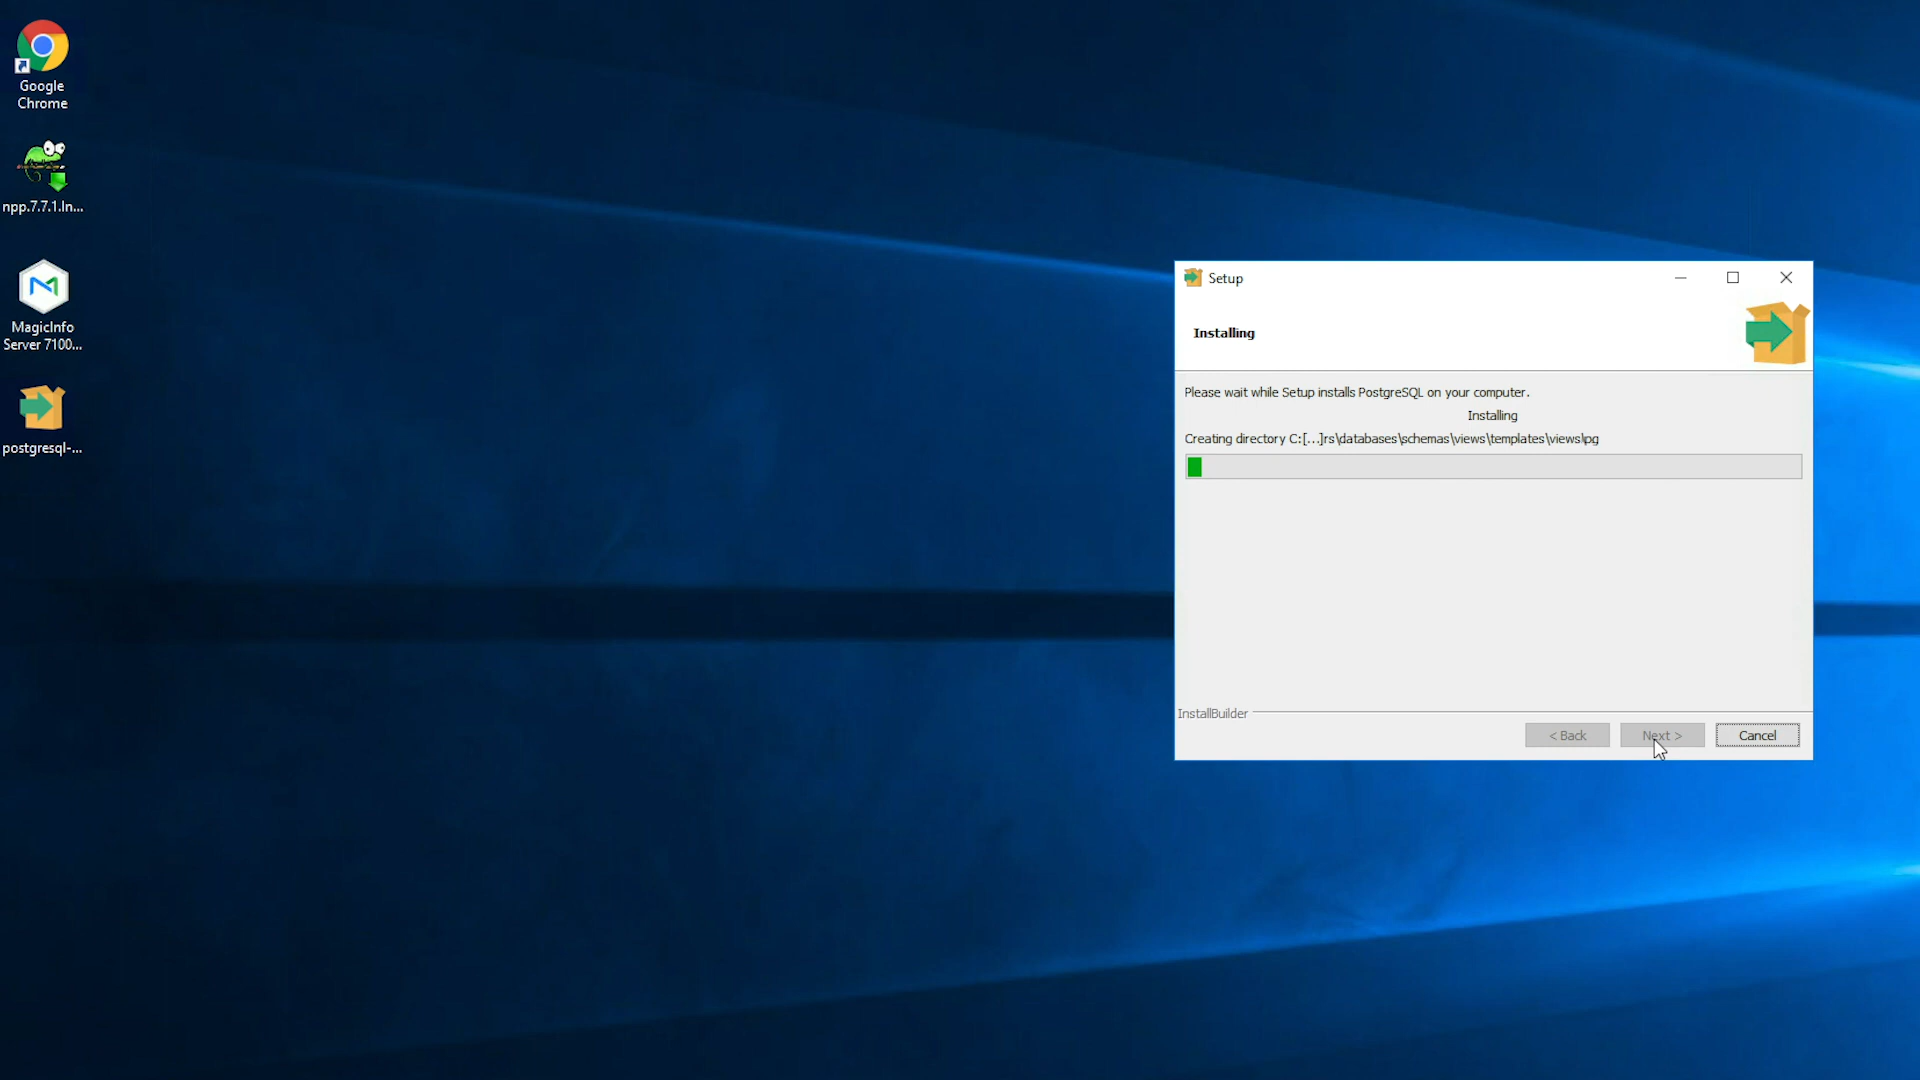 Google
Chrome
npp.7.7.1.In...
MagicInfo
Server 7100...
postgresql-...
Setup
Installing
Please wait while Setup installs PostgreSQL on your computer.
Installing
Creating directory C:[...]rs\databases\schemas\views\templates\views\pg
InstallBuilder
< Back
Next >
Cancel